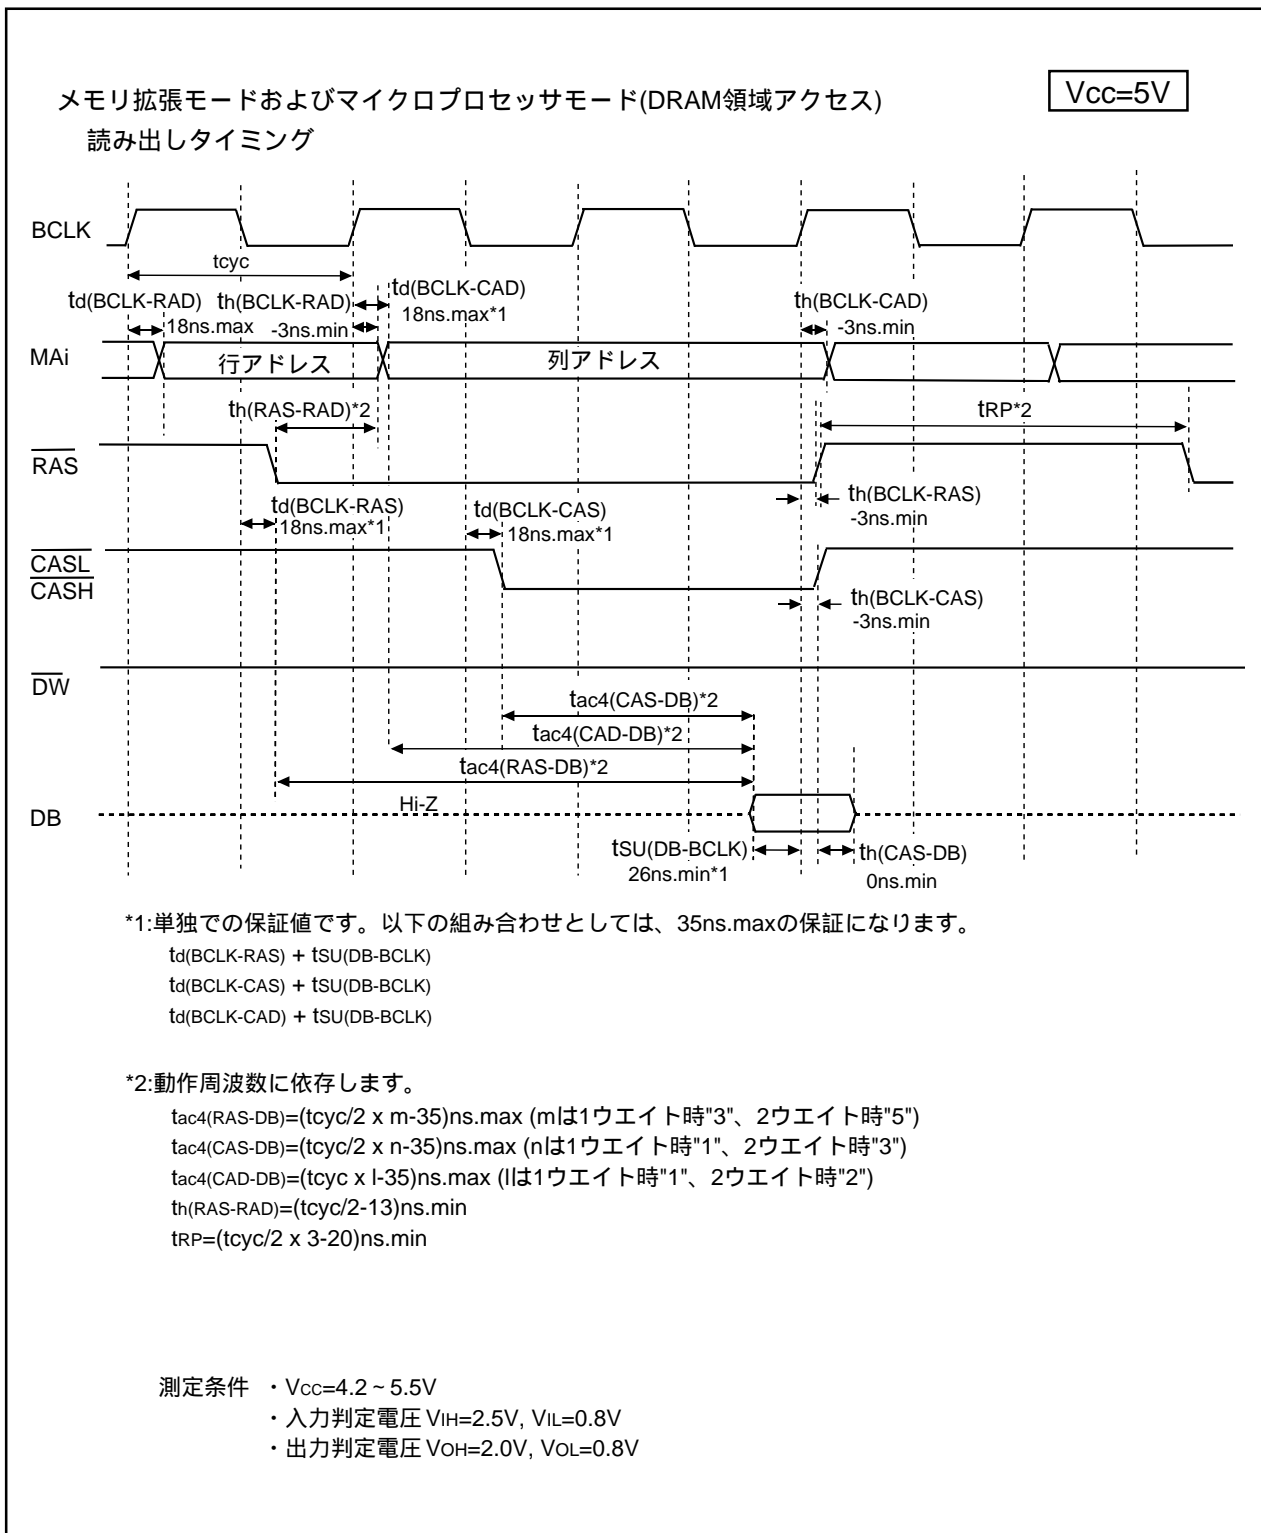 Vcc=5V
メモリ拡張モードおよびマイクロプロセッサモード(DRAM領域アクセス)
読み出しタイミング
BCLK
tcyc
td(BCLK-RAD)
18ns.max
th(BCLK-RAD)
-3ns.min
td(BCLK-CAD)
18ns.max*1
th(BCLK-CAD)
-3ns.min
MAi
行アドレス
列アドレス
th(RAS-RAD)*2
tRP*2
RAS
td(BCLK-RAS)
18ns.max*1
td(BCLK-CAS)
18ns.max*1
th(BCLK-RAS)
-3ns.min
CASL
CASH
th(BCLK-CAS)
-3ns.min
DW
tac4(CAS-DB)*2
tac4(CAD-DB)*2
tac4(RAS-DB)*2
Hi-Z
DB
tSU(DB-BCLK)
26ns.min*1
th(CAS-DB)
0ns.min
*1:単独での保証値です。以下の組み合わせとしては、35ns.maxの保証になります。
td(BCLK-RAS) + tSU(DB-BCLK)
td(BCLK-CAS) + tSU(DB-BCLK)
td(BCLK-CAD) + tSU(DB-BCLK)
*2:動作周波数に依存します。
tac4(RAS-DB)=(tcyc/2 x m-35)ns.max (mは1ウエイト時"3"、2ウエイト時"5")
tac4(CAS-DB)=(tcyc/2 x n-35)ns.max (nは1ウエイト時"1"、2ウエイト時"3")
tac4(CAD-DB)=(tcyc x l-35)ns.max (lは1ウエイト時"1"、2ウエイト時"2")
th(RAS-RAD)=(tcyc/2-13)ns.min
tRP=(tcyc/2 x 3-20)ns.min
測定条件 ・VCC=4.2～5.5V
・入力判定電圧 VIH=2.5V, VIL=0.8V
・出力判定電圧 VOH=2.0V, VOL=0.8V